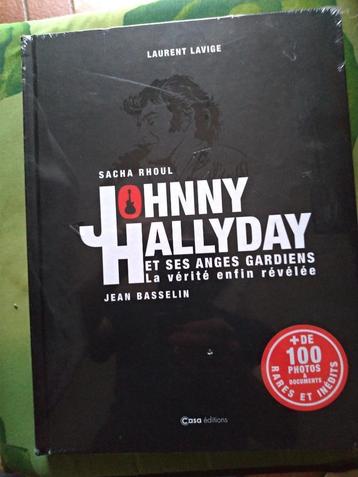 LAURENT LAVIGE
SACHA RHOUL
JOHNNY
HALLYDAY
ET SES ANGES GARDIENS
La vérité enfin révélée
JEAN BASSELIN
+ DE
100
PHOTOS
& DOCUMENTS
RARES ET INÉDITS
Casa éditions